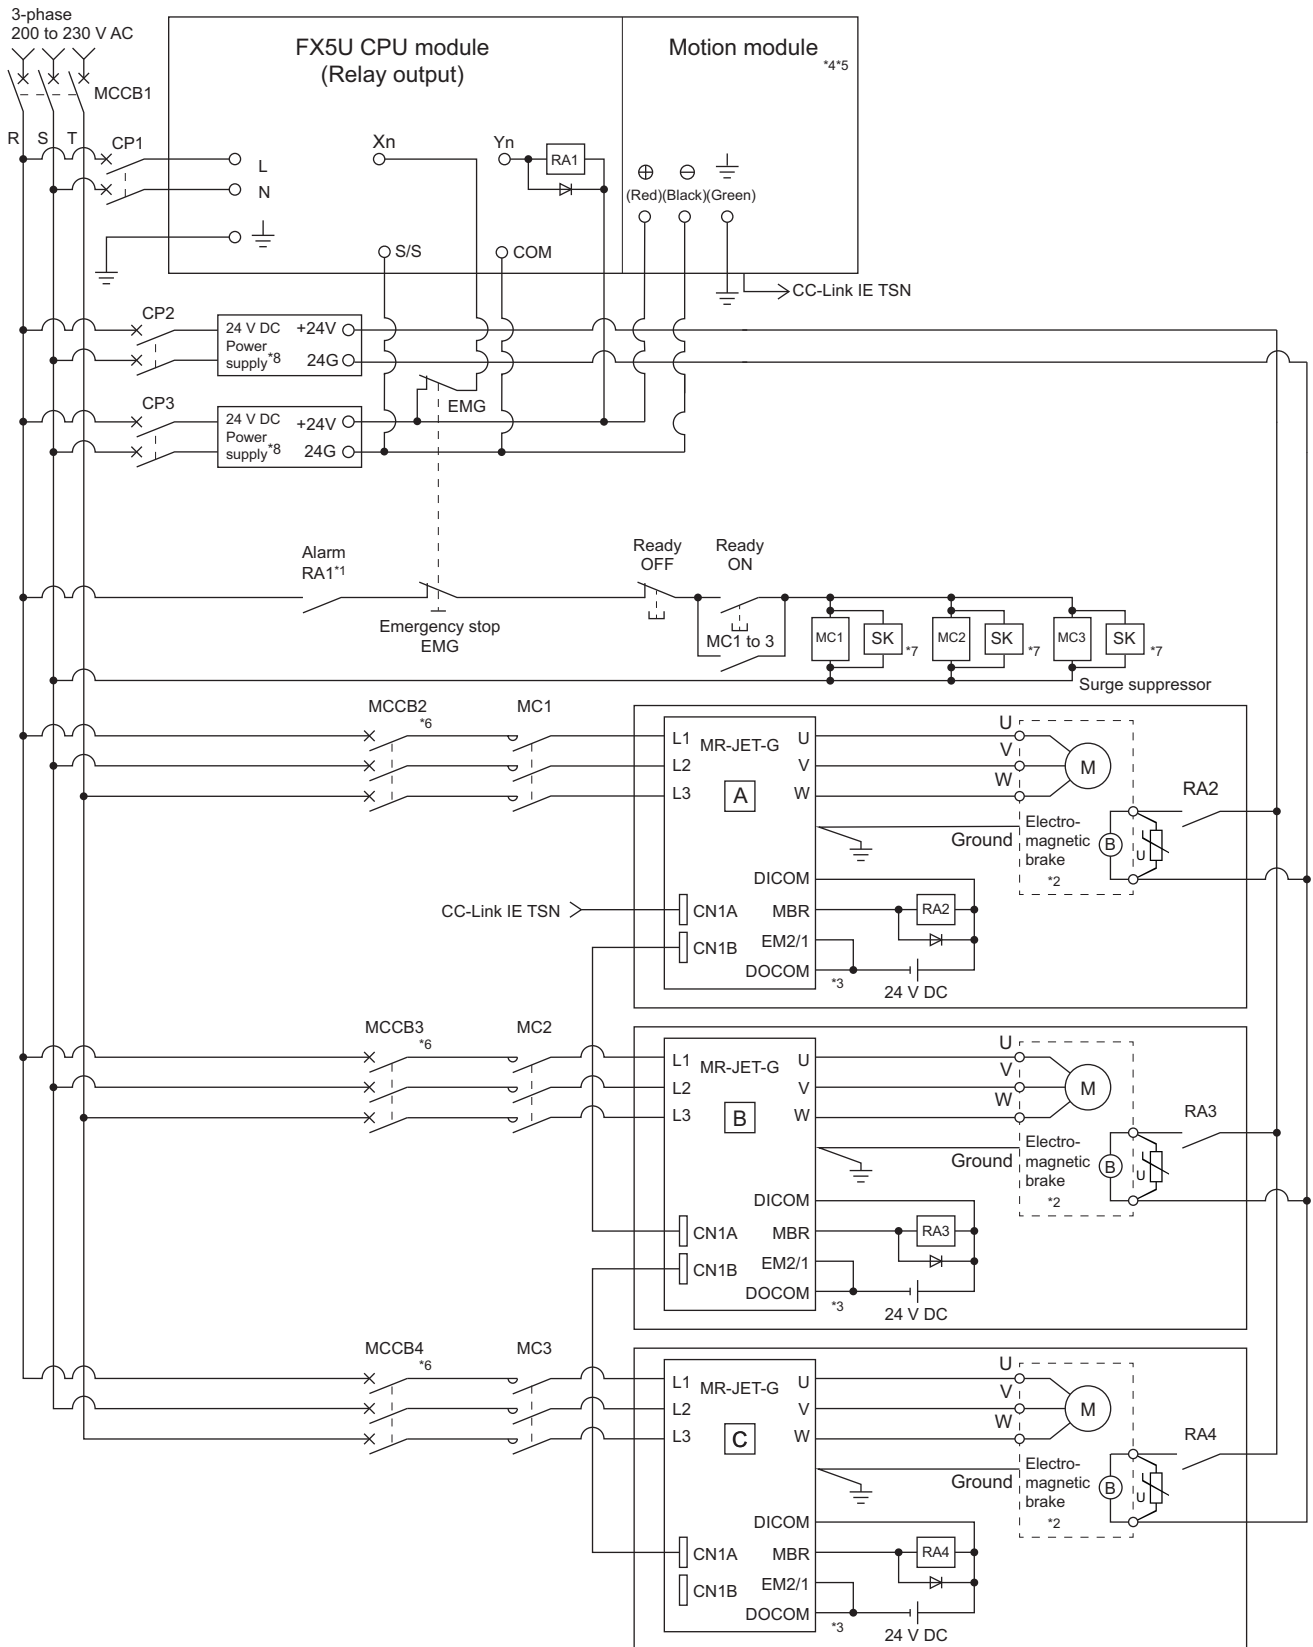 3-phase
200 to 230 V AC
MCCB1
R S T
CP1
FX5U CPU module
(Relay output)
Motion module
*4*5
L
N
Xn
Yn
RA1
S/S
COM
⊕ ⊖
(Red)(Black)(Green)
CC-Link IE TSN
CP2
24 V DC
Power
supply*8
+24V
24G
EMG
CP3
24 V DC
Power
supply*8
+24V
24G
Alarm
RA1*1
Emergency stop
EMG
Ready
OFF
Ready
ON
MC1 to 3
MC1
SK
*7
MC2
SK
*7
MC3
SK
*7
Surge suppressor
MCCB2
*6
MC1
L1
L2
L3
MR-JET-G
A
U
V
W
U
V
W
M
Ground
Electro-
magnetic
brake
*2
B
U
RA2
DICOM
MBR
EM2/1
DOCOM
*3
RA2
24 V DC
CC-Link IE TSN
CN1A
CN1B
MCCB3
*6
MC2
L1
L2
L3
MR-JET-G
B
U
V
W
U
V
W
M
Ground
Electro-
magnetic
brake
*2
B
U
RA3
DICOM
MBR
EM2/1
DOCOM
*3
RA3
24 V DC
CN1A
CN1B
MCCB4
*6
MC3
L1
L2
L3
MR-JET-G
C
U
V
W
U
V
W
M
Ground
Electro-
magnetic
brake
*2
B
U
RA4
DICOM
MBR
EM2/1
DOCOM
*3
RA4
24 V DC
CN1A
CN1B